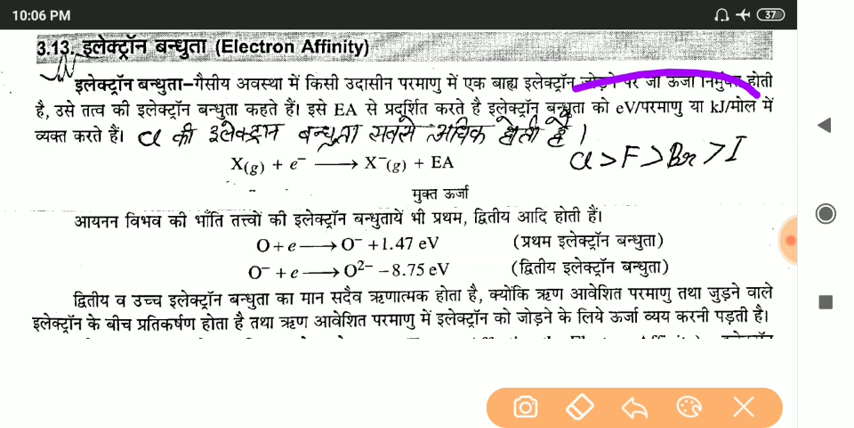 10:06 PM
37
3.13. इलेक्ट्रॉन बन्धुता (Electron Affinity)
इलेक्ट्रॉन बन्धुता–गैसीय अवस्था में किसी उदासीन परमाणु में एक बाह्य इलेक्ट्रॉन जोड़ने पर जो ऊर्जा निर्मुक्त होती
है, उसे तत्व की इलेक्ट्रॉन बन्धुता कहते हैं। इसे EA से प्रदर्शित करते है इलेक्ट्रॉन बन्धुता को eV/परमाणु या kJ/मोल में
व्यक्त करते हैं। Cl की इलेक्ट्रान बन्धुता सबसे अधिक होती है।
Cl > F > Br > I
X(g) + e⁻ ⟶ X⁻(g) + EA
मुक्त ऊर्जा
आयनन विभव की भाँति तत्त्वों की इलेक्ट्रॉन बन्धुतायें भी प्रथम, द्वितीय आदि होती हैं।
O + e ⟶ O⁻ +1.47 eV (प्रथम इलेक्ट्रॉन बन्धुता)
O⁻ + e ⟶ O²⁻ –8.75 eV (द्वितीय इलेक्ट्रॉन बन्धुता)
द्वितीय व उच्च इलेक्ट्रॉन बन्धुता का मान सदैव ऋणात्मक होता है, क्योंकि ऋण आवेशित परमाणु तथा जुड़ने वाले
इलेक्ट्रॉन के बीच प्रतिकर्षण होता है तथा ऋण आवेशित परमाणु में इलेक्ट्रॉन को जोड़ने के लिये ऊर्जा व्यय करनी पड़ती है।